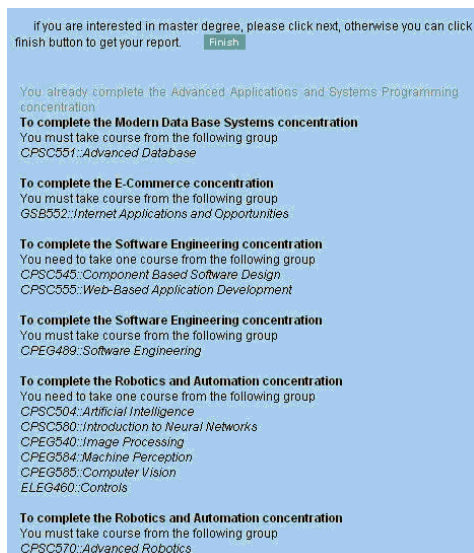 if you are interested in master degree, please click next, otherwise you can click
finish button to get your report. Finish
You already complete the Advanced Applications and Systems Programming
concentration
To complete the Modern Data Base Systems concentration
You must take course from the following group
CPSC551::Advanced Database
To complete the E-Commerce concentration
You must take course from the following group
GSB552::Internet Applications and Opportunities
To complete the Software Engineering concentration
You need to take one course from the following group
CPSC545::Component Based Software Design
CPSC555::Web-Based Application Development
To complete the Software Engineering concentration
You must take course from the following group
CPEG489::Software Engineering
To complete the Robotics and Automation concentration
You need to take one course from the following group
CPSC504::Artificial Intelligence
CPSC580::Introduction to Neural Networks
CPEG540::Image Processing
CPEG584::Machine Perception
CPEG585::Computer Vision
ELEG460::Controls
To complete the Robotics and Automation concentration
You must take course from the following group
CPSC570::Advanced Robotics